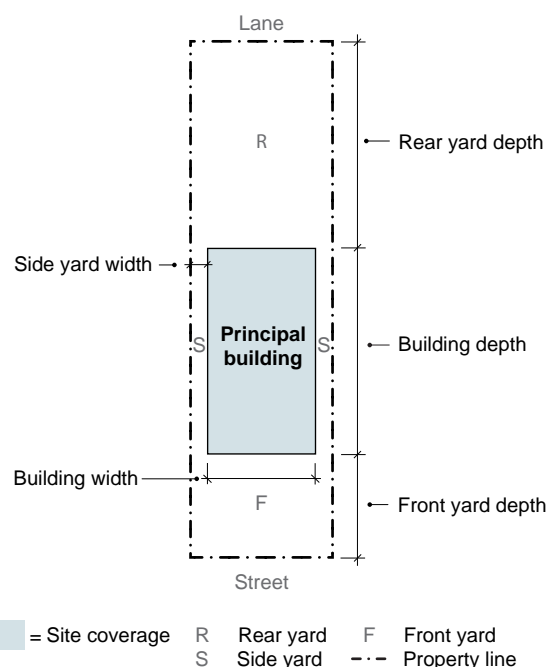 Lane
R
Rear yard depth
Side yard width
S
Principal
building
S
Building depth
Building width
F
Front yard depth
Street
= Site coverage R Rear yard F Front yard
S Side yard Property line